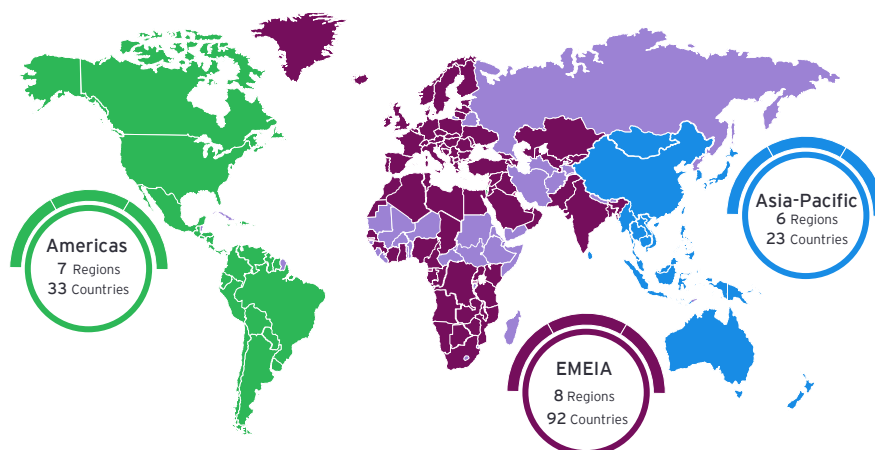 Americas
7 Regions
33 Countries
Asia-Pacific
6 Regions
23 Countries
EMEIA
8 Regions
92 Countries